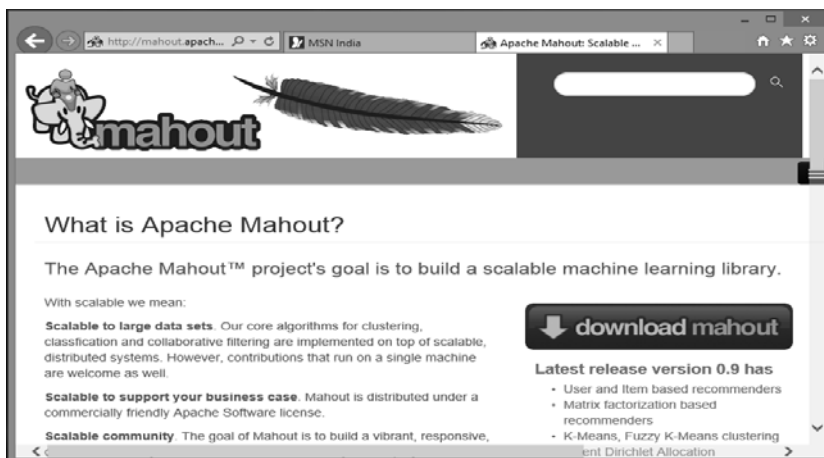 http://mahout.apach...
MSN India
Apache Mahout: Scalable ...
mahout
What is Apache Mahout?
The Apache Mahout™ project's goal is to build a scalable machine learning library.
With scalable we mean:
Scalable to large data sets. Our core algorithms for clustering,
classfication and collaborative filtering are implemented on top of scalable,
distributed systems. However, contributions that run on a single machine
are welcome as well.
Scalable to support your business case. Mahout is distributed under a
commercially friendly Apache Software license.
Scalable community. The goal of Mahout is to build a vibrant, responsive,
download mahout
Latest release version 0.9 has
• User and Item based recommenders
• Matrix factorization based
recommenders
• K-Means, Fuzzy K-Means clustering
Dirichlet Allocation